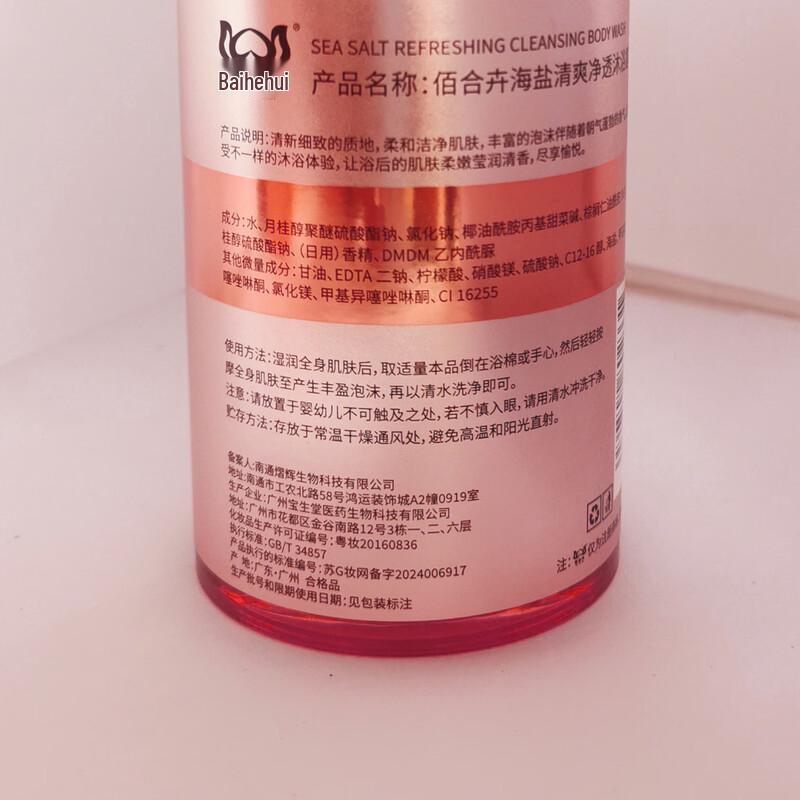 Baihehui
®
SEA SALT REFRESHING CLEANSING BODY WASH
产品名称：佰合卉海盐清爽净透沐浴
产品说明：清新细致的质地，柔和洁净肌肤，丰富的泡沫伴随着朝气蓬勃的
受不一样的沐浴体验，让浴后的肌肤柔嫩莹润清香，尽享愉悦。
成分：水、月桂醇聚醚硫酸酯钠、氯化钠、椰油酰胺丙基甜菜碱、棕榈仁油
桂醇硫酸酯钠、（日用）香精、DMDM 乙内酰脲
其他微量成分：甘油、EDTA 二钠、柠檬酸、硝酸镁、硫酸钠、C12-16 醇、海盐、
噻唑啉酮、氯化镁、甲基异噻唑啉酮、CI 16255
使用方法：湿润全身肌肤后，取适量本品倒在浴棉或手心，然后轻轻按
摩全身肌肤至产生丰盈泡沫，再以清水洗净即可。
注意：请放置于婴幼儿不可触及之处，若不慎入眼，请用清水冲洗干净。
贮存方法：存放于常温干燥通风处，避免高温和阳光直射。
备案人：南通熠辉生物科技有限公司
地址：南通市工农北路58号鸿运装饰城A2幢0919室
生产企业：广州宝生堂医药生物科技有限公司
地址：广州市花都区金谷南路12号3栋一、二、六层
化妆品生产许可证编号：粤妆20160836
执行标准：GB/T 34857
产品执行的标准编号：苏G妆网备字2024006917
产 地：广东·广州 合格品
生产批号和限期使用日期：见包装标注
注： 仅为注册